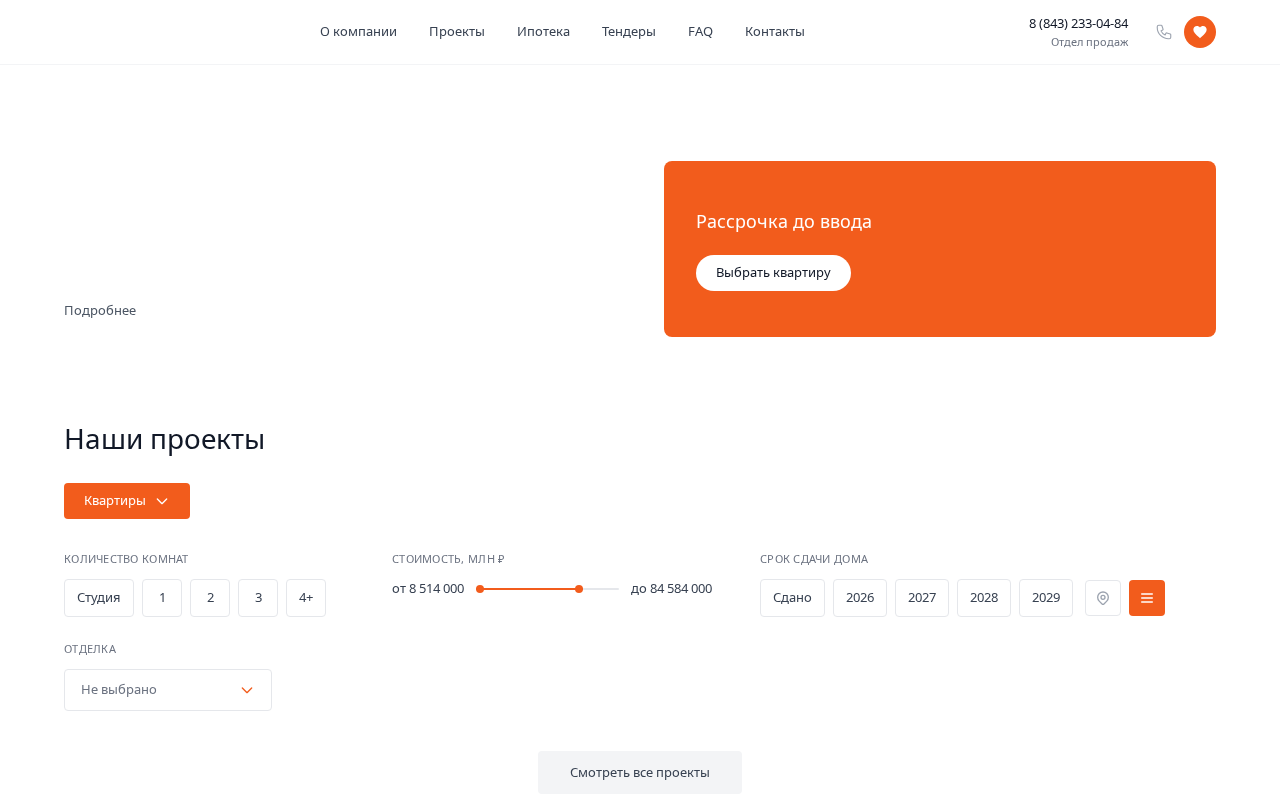 О компании
Проекты
Ипотека
Тендеры
FAQ
Контакты
8 (843) 233-04-84
Отдел продаж
Рассрочка до ввода
Выбрать квартиру
Подробнее
Наши проекты
Квартиры
КОЛИЧЕСТВО КОМНАТ
Студия
1
2
3
4+
СТОИМОСТЬ, МЛН ₽
от 8 514 000
до 84 584 000
СРОК СДАЧИ ДОМА
Сдано
2026
2027
2028
2029
ОТДЕЛКА
Не выбрано
Смотреть все проекты